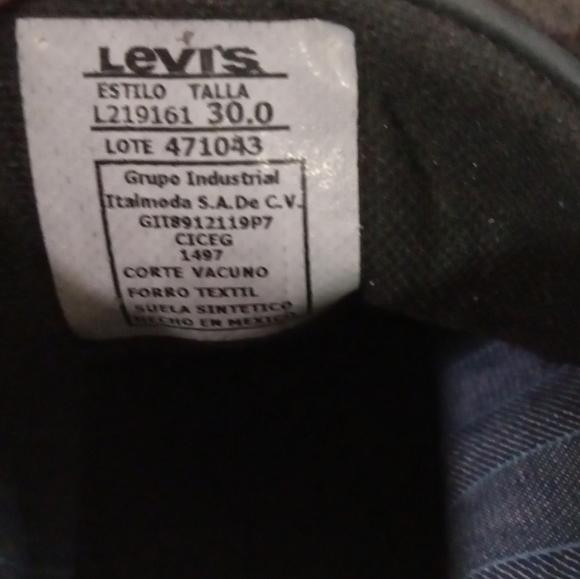 LEVI'S
ESTILO TALLA
L219161 30.0
LOTE 471043
Grupo Industrial
Italmoda S.A.De C.V.
GIT8912119P7
CICEG
1497
CORTE VACUNO
FORRO TEXTIL
SUELA SINTETICO
HECHO EN MEXICO